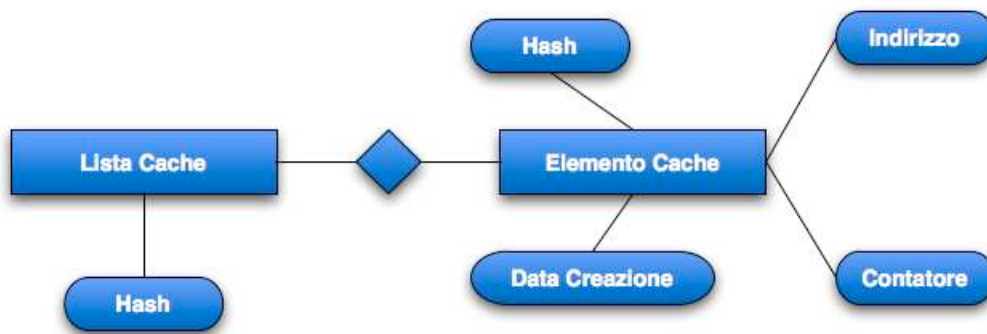 Hash
Indirizzo
Lista Cache
Elemento Cache
Hash
Data Creazione
Contatore